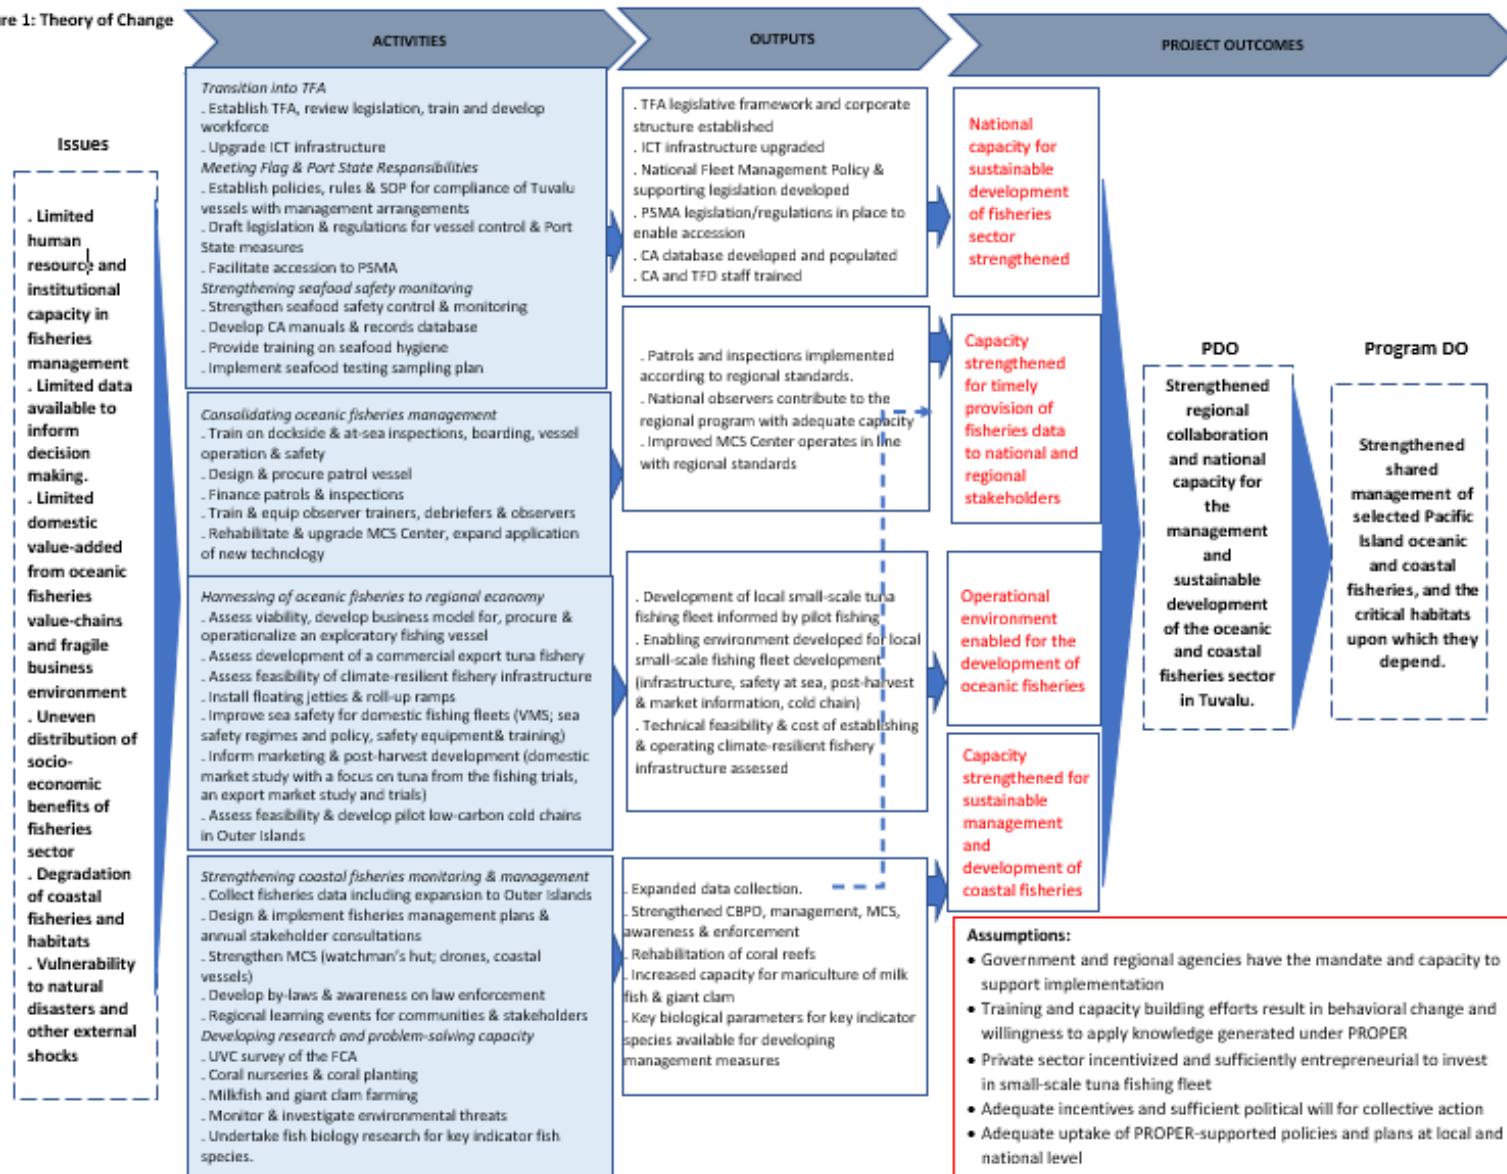 re 1: Theory of Change
ACTIVITIES
OUTPUTS
PROJECT OUTCOMES
Issues
. Limited
human
resource and
institutional
capacity in
fisheries
management
. Limited data
available to
inform
decision
making.
. Limited
domestic
value-added
from oceanic
fisheries
value-chains
and fragile
business
environment
. Uneven
distribution of
socio-
economic
benefits of
fisheries
sector
. Degradation
of coastal
fisheries and
habitats
. Vulnerability
to natural
disasters and
other external
shocks
Transition into TFA
. Establish TFA, review legislation, train and develop
workforce
. Upgrade ICT infrastructure
Meeting Flag & Port State Responsibilities
. Establish policies, rules & SOP for compliance of Tuvalu
vessels with management arrangements
. Draft legislation & regulations for vessel control & Port
State measures
. Facilitate accession to PSMA
Strengthening seafood safety monitoring
. Strengthen seafood safety control & monitoring
. Develop CA manuals & records database
. Provide training on seafood hygiene
. Implement seafood testing sampling plan
Consolidating oceanic fisheries management
. Train on dockside & at-sea inspections, boarding, vessel
operation & safety
. Design & procure patrol vessel
. Finance patrols & inspections
. Train & equip observer trainers, debriefers & observers
. Rehabilitate & upgrade MCS Center, expand application
of new technology
Harnessing of oceanic fisheries to regional economy
. Assess viability, develop business model for, procure &
operationalize an exploratory fishing vessel
. Assess development of a commercial export tuna fishery
. Assess feasibility of climate-resilient fishery infrastructure
. Install floating jetties & roll-up ramps
. Improve sea safety for domestic fishing fleets (VMS; sea
safety regimes and policy, safety equipment& training)
. Inform marketing & post-harvest development (domestic
market study with a focus on tuna from the fishing trials,
an export market study and trials)
. Assess feasibility & develop pilot low-carbon cold chains
in Outer Islands
Strengthening coastal fisheries monitoring & management
. Collect fisheries data including expansion to Outer Islands
. Design & implement fisheries management plans &
annual stakeholder consultations
. Strengthen MCS (watchman's hut; drones, coastal
vessels)
. Develop by-laws & awareness on law enforcement
. Regional learning events for communities & stakeholders
Developing research and problem-solving capacity
. UVC survey of the FCA
. Coral nurseries & coral planting
. Milkfish and giant clam farming
. Monitor & investigate environmental threats
. Undertake fish biology research for key indicator fish
species.
. TFA legislative framework and corporate
structure established
. ICT infrastructure upgraded
. National Fleet Management Policy &
supporting legislation developed
. PSMA legislation/regulations in place to
enable accession
. CA database developed and populated
. CA and TFD staff trained
. Patrols and inspections implemented
according to regional standards.
. National observers contribute to the
regional program with adequate capacity
. Improved MCS Center operates in line
with regional standards
. Development of local small-scale tuna
fishing fleet informed by pilot fishing
. Enabling environment developed for local
small-scale fishing fleet development
(infrastructure, safety at sea, post-harvest
& market information, cold chain)
. Technical feasibility & cost of establishing
& operating climate-resilient fishery
infrastructure assessed
. Expanded data collection.
. Strengthened CBPD, management, MCS,
awareness & enforcement
. Rehabilitation of coral reefs
. Increased capacity for mariculture of milk
fish & giant clam
. Key biological parameters for key indicator
species available for developing
management measures
National
capacity for
sustainable
development
of fisheries
sector
strengthened
Capacity
strengthened
for timely
provision of
fisheries data
to national and
regional
stakeholders
Operational
environment
enabled for the
development of
oceanic fisheries
Capacity
strengthened for
sustainable
management
and
development of
coastal fisheries
PDO
Strengthened
regional
collaboration
and national
capacity for
the
management
and
sustainable
development
of the oceanic
and coastal
fisheries sector
in Tuvalu.
Program DO
Strengthened
shared
management of
selected Pacific
Island oceanic
and coastal
fisheries, and the
critical habitats
upon which they
depend.
Assumptions:
• Government and regional agencies have the mandate and capacity to
support implementation
• Training and capacity building efforts result in behavioral change and
willingness to apply knowledge generated under PROPER
• Private sector incentivized and sufficiently entrepreneurial to invest
in small-scale tuna fishing fleet
• Adequate incentives and sufficient political will for collective action
• Adequate uptake of PROPER-supported policies and plans at local and
national level